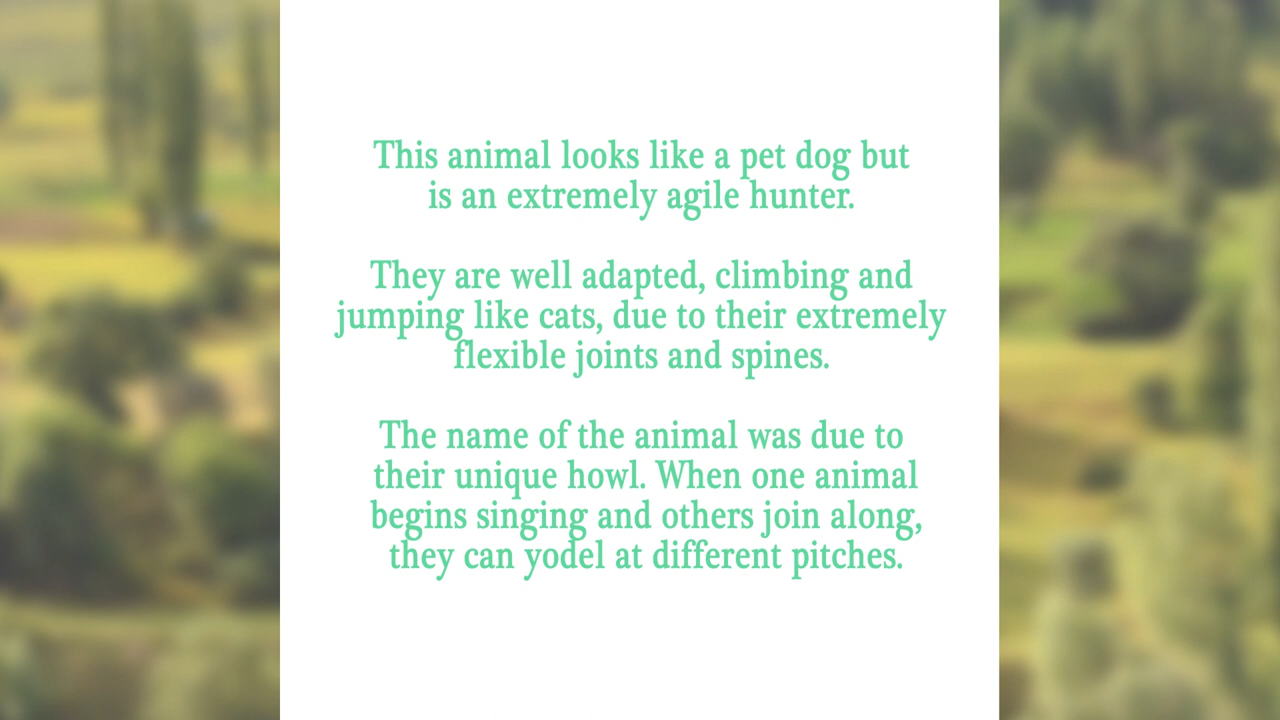 This animal looks like a pet dog but
is an extremely agile hunter.
They are well adapted, climbing and
jumping like cats, due to their extremely
flexible joints and spines.
The name of the animal was due to
their unique howl. When one animal
begins singing and others join along,
they can yodel at different pitches.